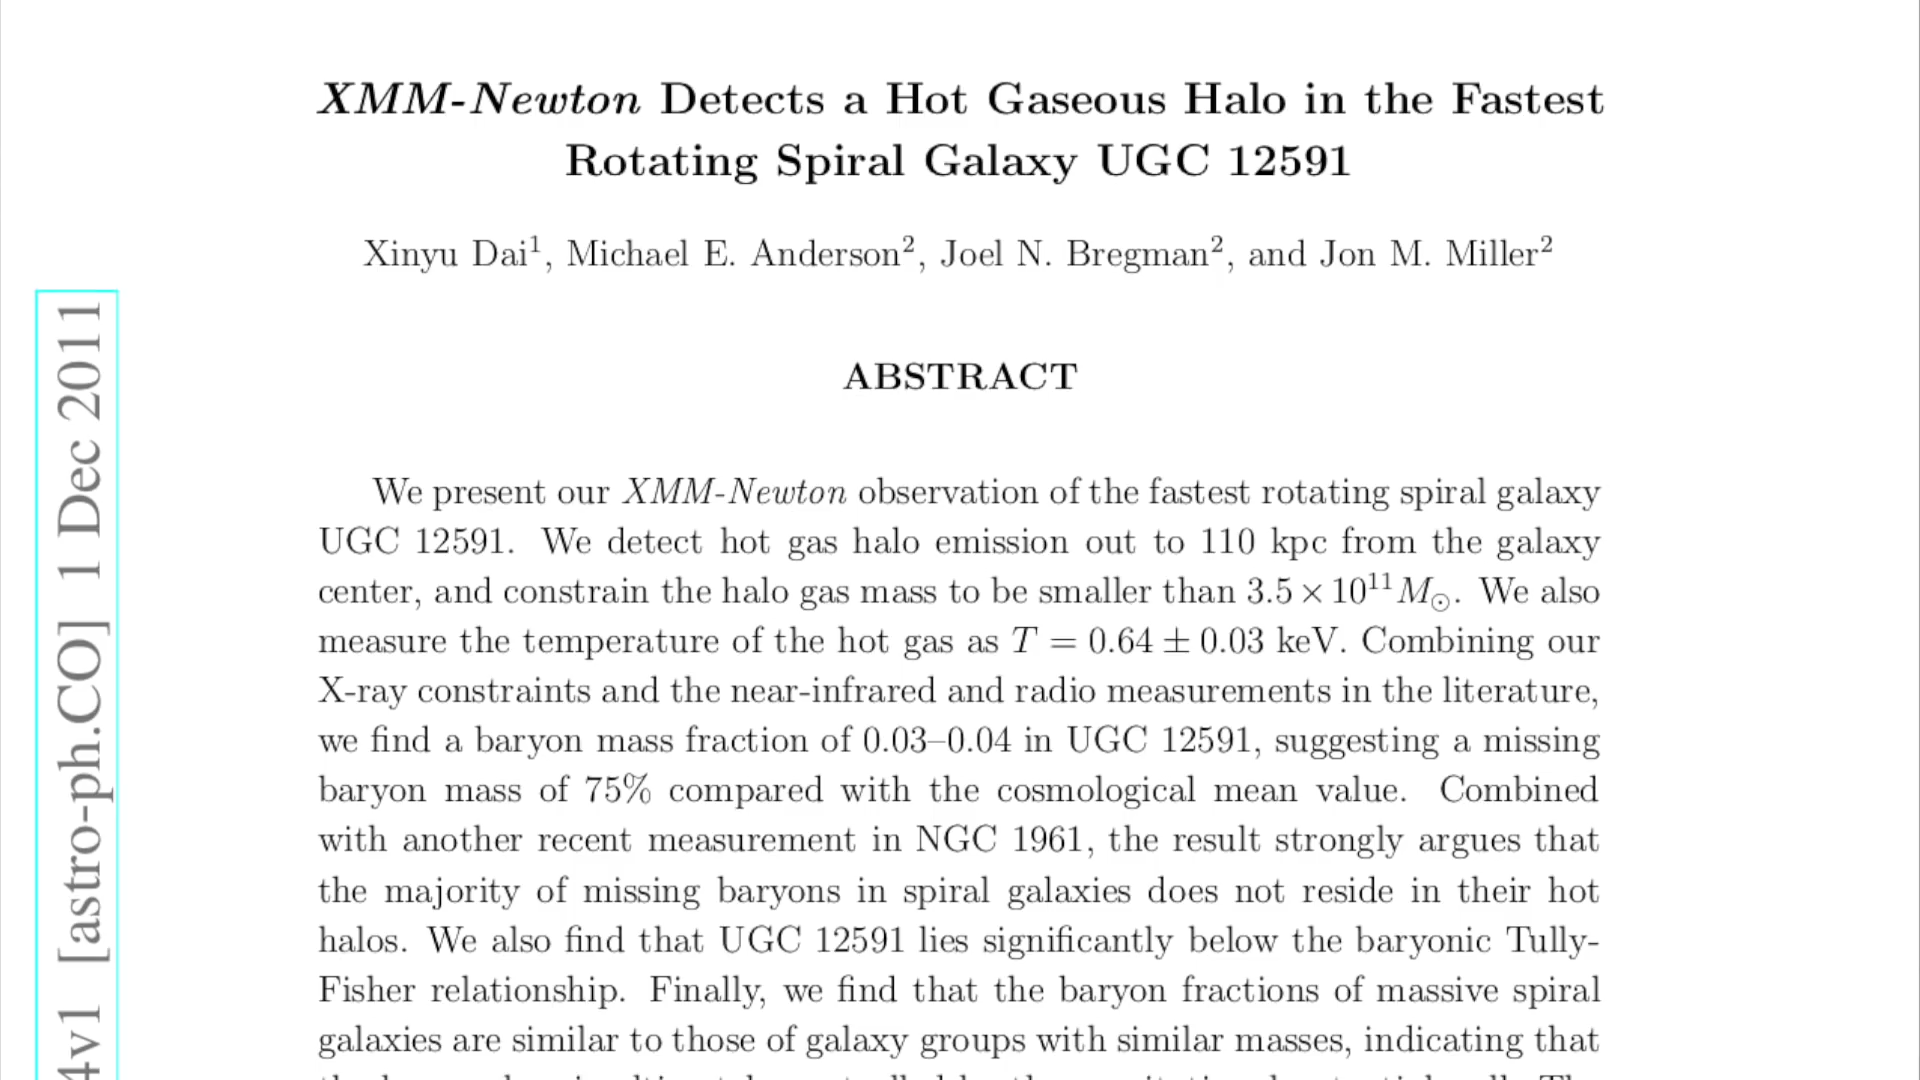 XMM-Newton Detects a Hot Gaseous Halo in the Fastest
Rotating Spiral Galaxy UGC 12591
Xinyu Dai¹, Michael E. Anderson², Joel N. Bregman², and Jon M. Miller²
ABSTRACT
We present our XMM-Newton observation of the fastest rotating spiral galaxy
UGC 12591. We detect hot gas halo emission out to 110 kpc from the galaxy
center, and constrain the halo gas mass to be smaller than 3.5 × 10¹¹ M⊙. We also
measure the temperature of the hot gas as T = 0.64 ± 0.03 keV. Combining our
X-ray constraints and the near-infrared and radio measurements in the literature,
we find a baryon mass fraction of 0.03–0.04 in UGC 12591, suggesting a missing
baryon mass of 75% compared with the cosmological mean value. Combined
with another recent measurement in NGC 1961, the result strongly argues that
the majority of missing baryons in spiral galaxies does not reside in their hot
halos. We also find that UGC 12591 lies significantly below the baryonic Tully-
Fisher relationship. Finally, we find that the baryon fractions of massive spiral
galaxies are similar to those of galaxy groups with similar masses, indicating that
4v1 [astro-ph.CO] 1 Dec 2011